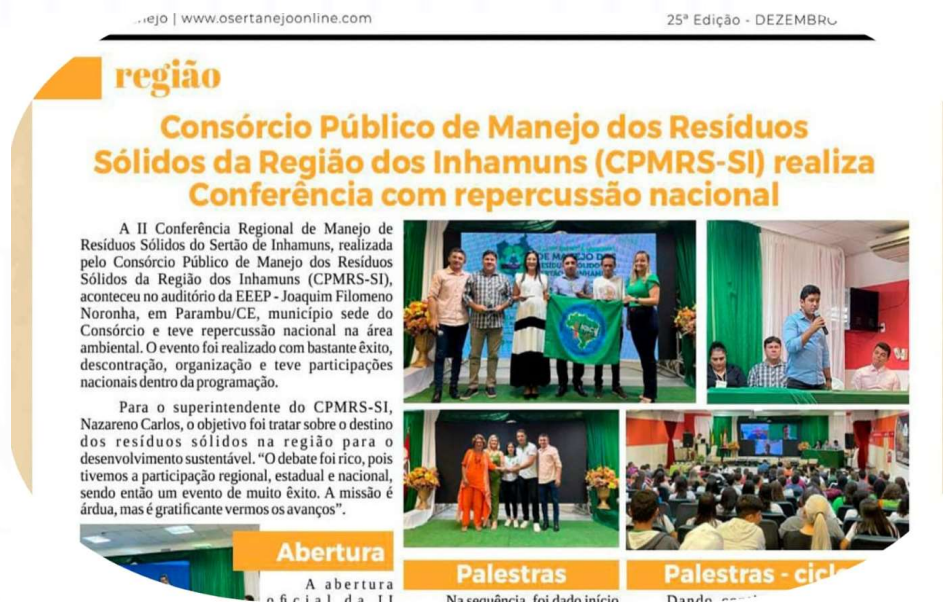 nejo | www.osertanejoonline.com
25ª Edição - DEZEMBRO
região
Consórcio Público de Manejo dos Resíduos
Sólidos da Região dos Inhamuns (CPMRS-SI) realiza
Conferência com repercussão nacional
A II Conferência Regional de Manejo de
Resíduos Sólidos do Sertão de Inhamuns, realizada
pelo Consórcio Público de Manejo dos Resíduos
Sólidos da Região dos Inhamuns (CPMRS-SI),
aconteceu no auditório da EEEP - Joaquim Filomeno
Noronha, em Parambu/CE, município sede do
Consórcio e teve repercussão nacional na área
ambiental. O evento foi realizado com bastante êxito,
descontração, organização e teve participações
nacionais dentro da programação.
Para o superintendente do CPMRS-SI,
Nazareno Carlos, o objetivo foi tratar sobre o destino
dos resíduos sólidos na região para o
desenvolvimento sustentável. “O debate foi rico, pois
tivemos a participação regional, estadual e nacional,
sendo então um evento de muito êxito. A missão é
árdua, mas é gratificante vermos os avanços”.
DE MANEJO DE
Abertura
A abertura
oficial da II
Palestras
Na sequência, foi dado início
Palestras - ciclo